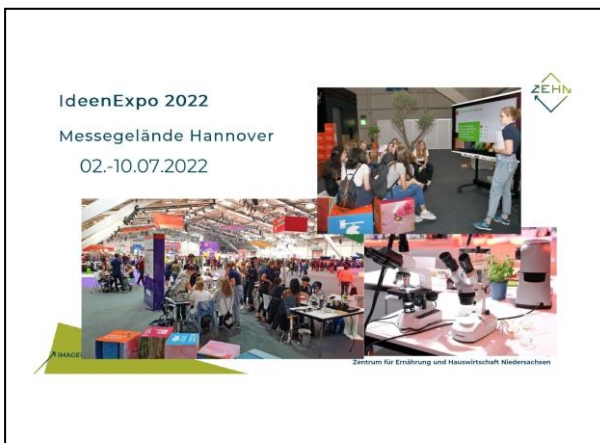 IdeenExpo 2022
ZEHN
Messegelände Hannover
02.-10.07.2022
IMAGE
Zentrum für Ernährung und Hauswirtschaft Niedersachsen